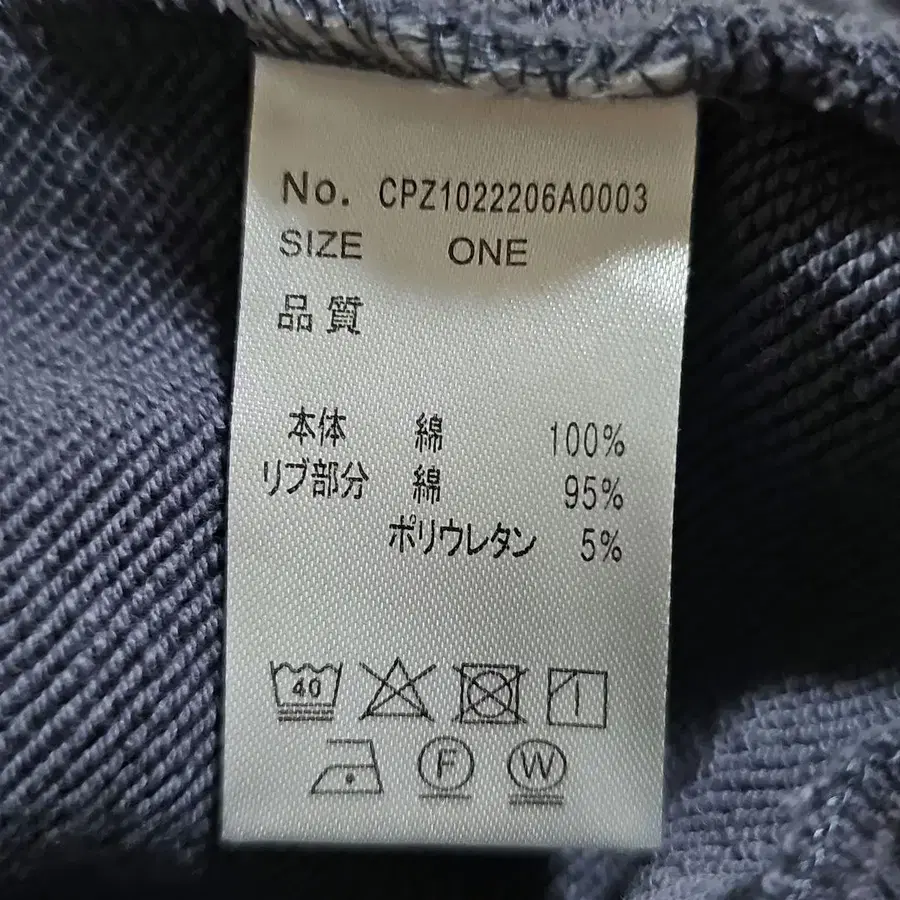 No. CPZ1022206A0003
SIZE ONE
品質
本体 綿 100%
リブ部分 綿 95%
ポリウレタン 5%
40
F W